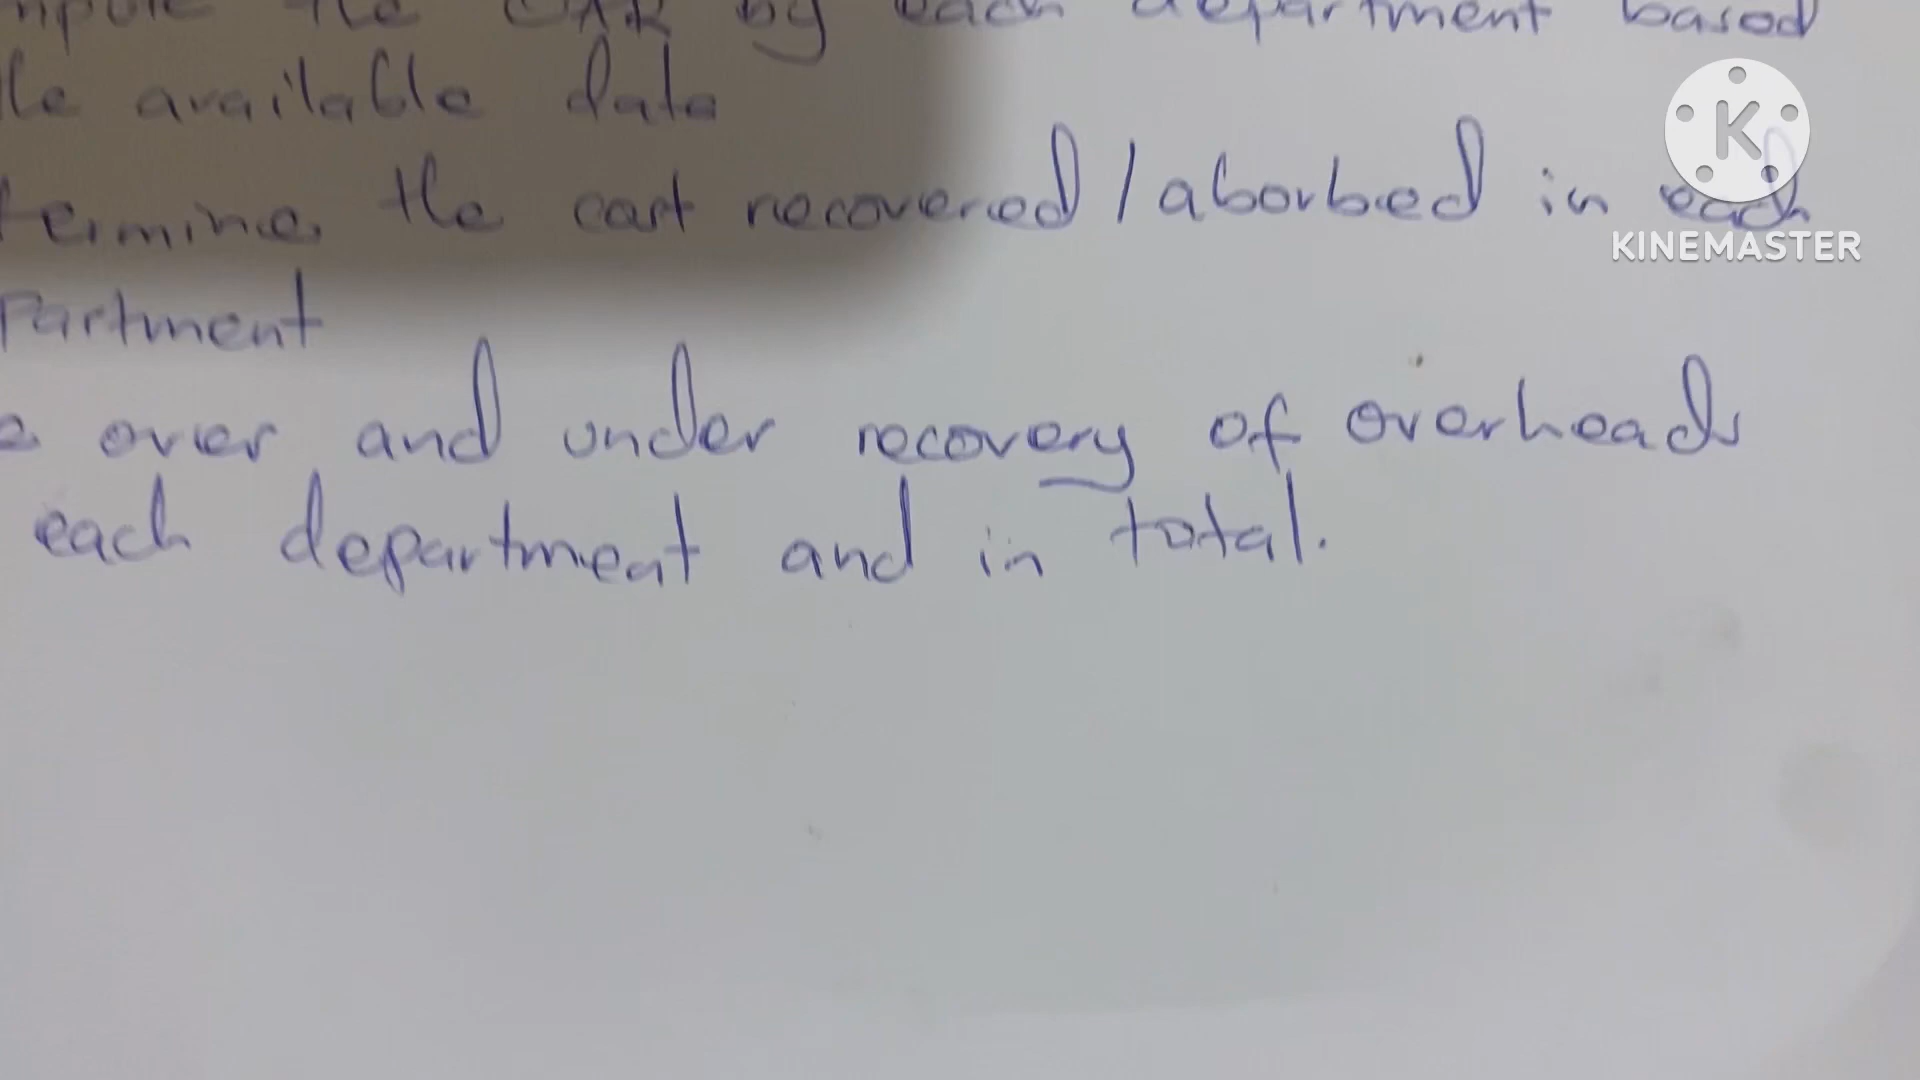 the OAR by each department based
available data
the cost recovered / aborbed in each
partment
over and under recovery of overheads
each department and in total.
KINEMASTER